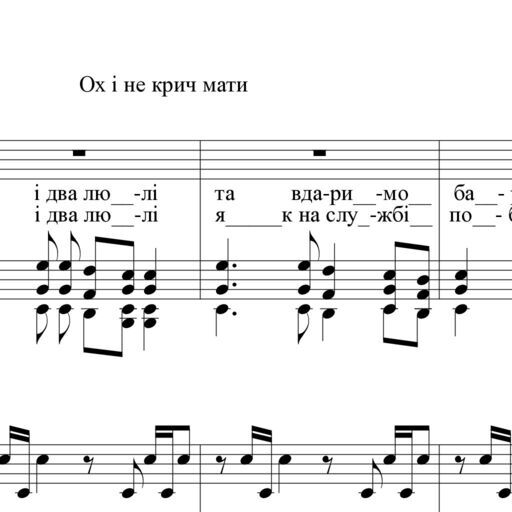 Ох і не крич мати
і два лю__-лі та вда-ри__-мо__ ба__-
і два лю__-лі я_____к на слу_-жбі__ по__-